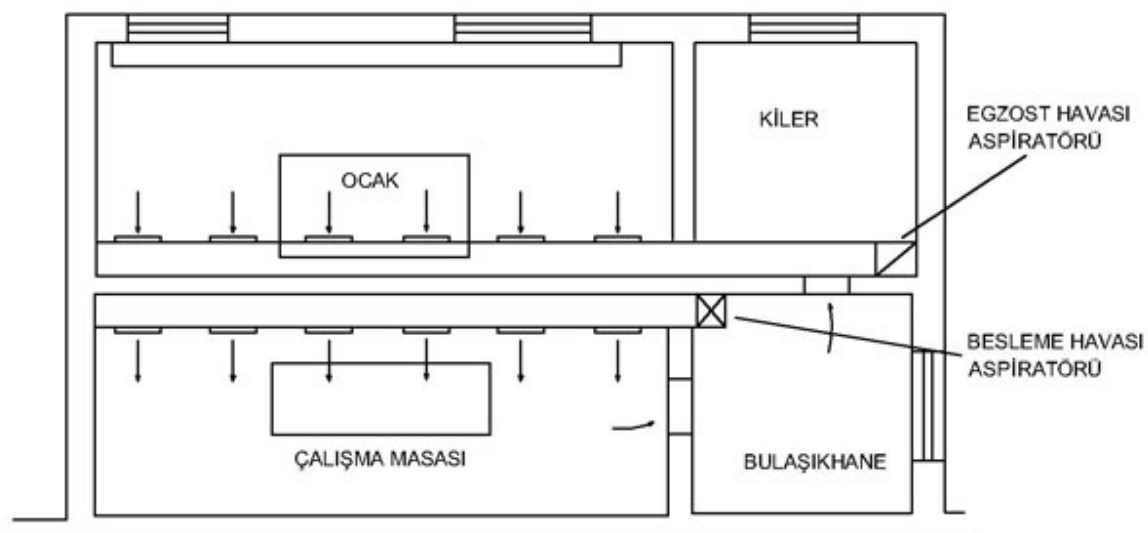 KİLER
EGZOST HAVASI
ASPİRATÖRÜ
OCAK
BESLEME HAVASI
ASPİRATÖRÜ
ÇALIŞMA MASASI
BULAŞIKHANE